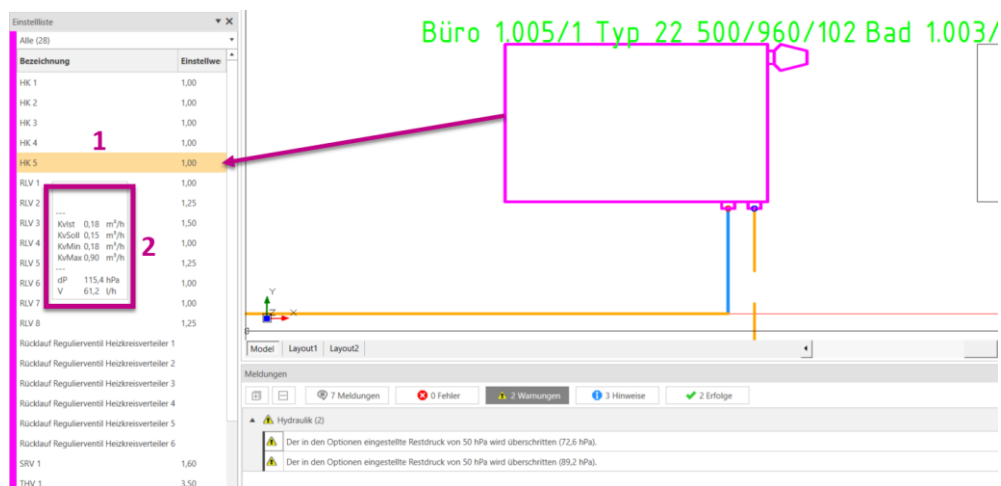 Einstellliste
Alle (28)
Bezeichnung Einstellwe
HK 1 1,00
HK 2 1,00
HK 3 1,00
HK 4 1,00
1
HK 5 1,00
RLV 1 1,00
RLV 2 1,25
RLV 3 1,50
RLV 4 1,00
RLV 5 1,25
RLV 6 1,00
RLV 7 1,00
RLV 8 1,25
---
KvIst 0,18 m³/h
KvSoll 0,15 m³/h
KvMin 0,18 m³/h
KvMax 0,90 m³/h
---
dP 115,4 hPa
V 61,2 l/h
2
Rücklauf Regulierventil Heizkreisverteiler 1
Rücklauf Regulierventil Heizkreisverteiler 2
Rücklauf Regulierventil Heizkreisverteiler 3
Rücklauf Regulierventil Heizkreisverteiler 4
Rücklauf Regulierventil Heizkreisverteiler 5
Rücklauf Regulierventil Heizkreisverteiler 6
SRV 1 1,60
THV 1 3,50
Büro 1.005/1 Typ 22 500/960/102 Bad 1.003/
Y
Z X
Model Layout1 Layout2
Meldungen
7 Meldungen 0 Fehler 2 Warnungen 3 Hinweise 2 Erfolge
Hydraulik (2)
Der in den Optionen eingestellte Restdruck von 50 hPa wird überschritten (72,6 hPa).
Der in den Optionen eingestellte Restdruck von 50 hPa wird überschritten (89,2 hPa).